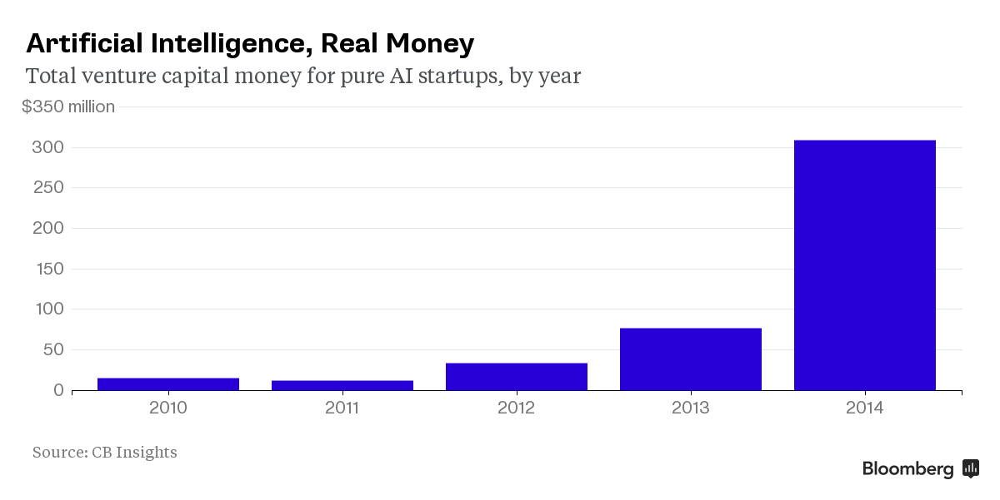 Artificial Intelligence, Real Money
Total venture capital money for pure AI startups, by year
$350 million
300
250
200
150
100
50
0
2010 2011 2012 2013 2014
Source: CB Insights
Bloomberg